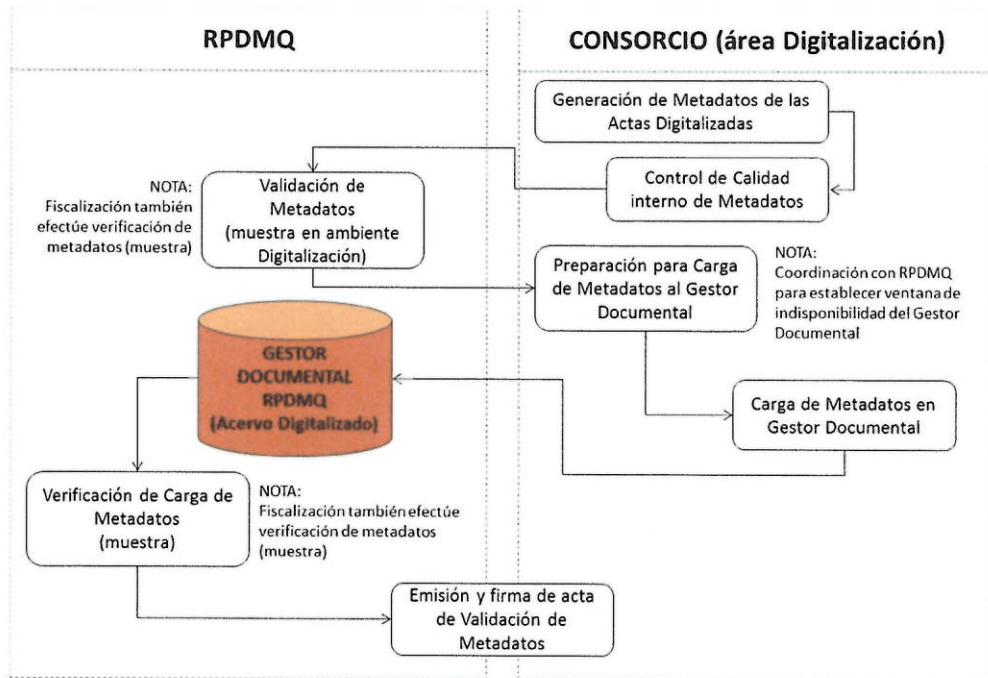 RPDMQ
CONSORCIO (área Digitalización)
Generación de Metadatos de las
Actas Digitalizadas
Control de Calidad
interno de Metadatos
NOTA:
Fiscalización también
efectúe verificación de
metadatos (muestra)
Validación de
Metadatos
(muestra en ambiente
Digitalización)
Preparación para Carga
de Metadatos al Gestor
Documental
NOTA:
Coordinación con RPDMQ
para establecer ventana de
indisponibilidad del Gestor
Documental
GESTOR
DOCUMENTAL
RPDMQ
(Acervo Digitalizado)
Carga de Metadatos en
Gestor Documental
Verificación de Carga de
Metadatos
(muestra)
NOTA:
Fiscalización también efectúe
verificación de metadatos
(muestra)
Emisión y firma de acta
de Validación de
Metadatos